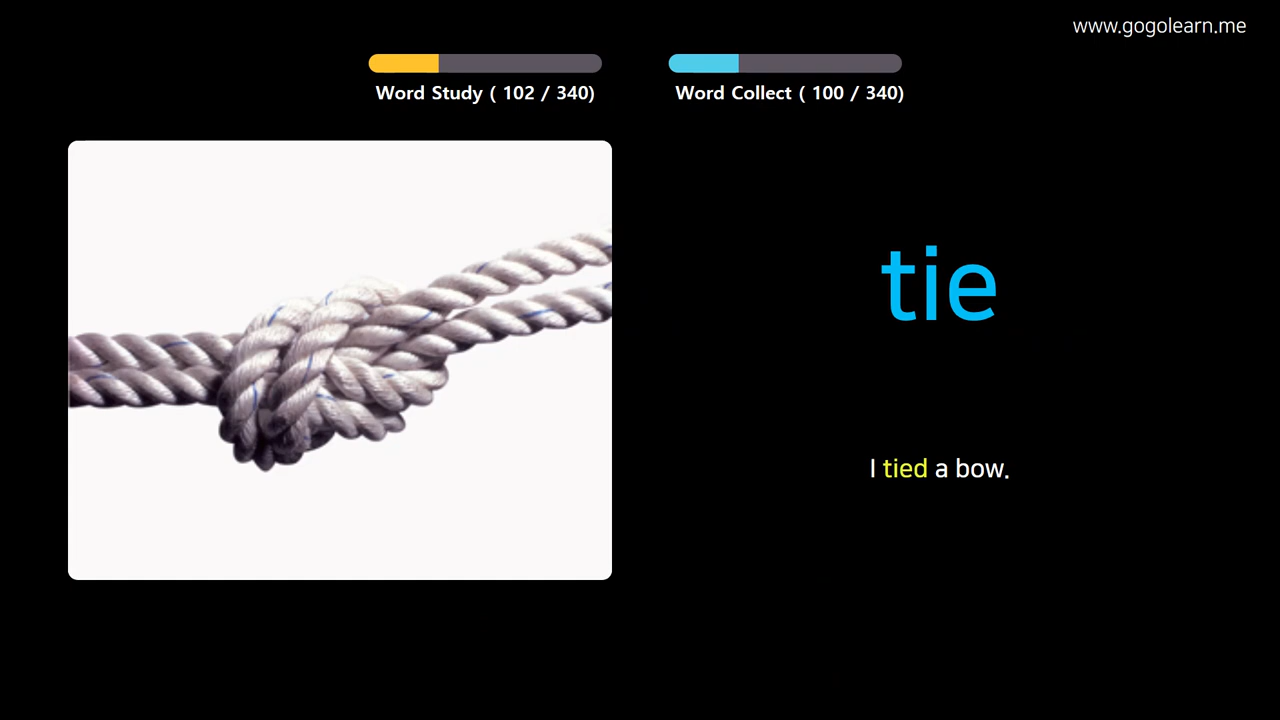 www.gogolearn.me
Word Study ( 102 / 340)
Word Collect ( 100 / 340)
tie
I tied a bow.